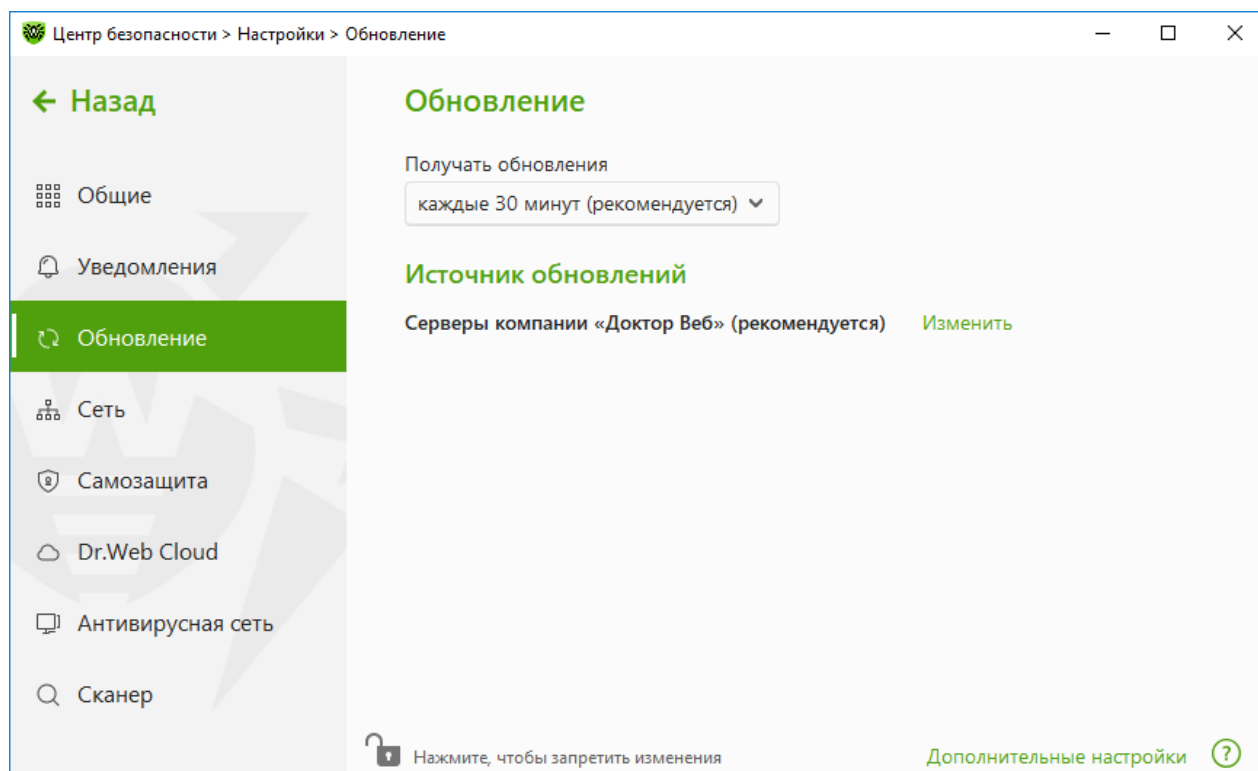 Центр безопасности > Настройки > Обновление
Назад
Общие
Уведомления
Обновление
Сеть
Самозащита
Dr.Web Cloud
Антивирусная сеть
Сканер
Обновление
Получать обновления
каждые 30 минут (рекомендуется)
Источник обновлений
Серверы компании «Доктор Веб» (рекомендуется) Изменить
Нажмите, чтобы запретить изменения
Дополнительные настройки ?